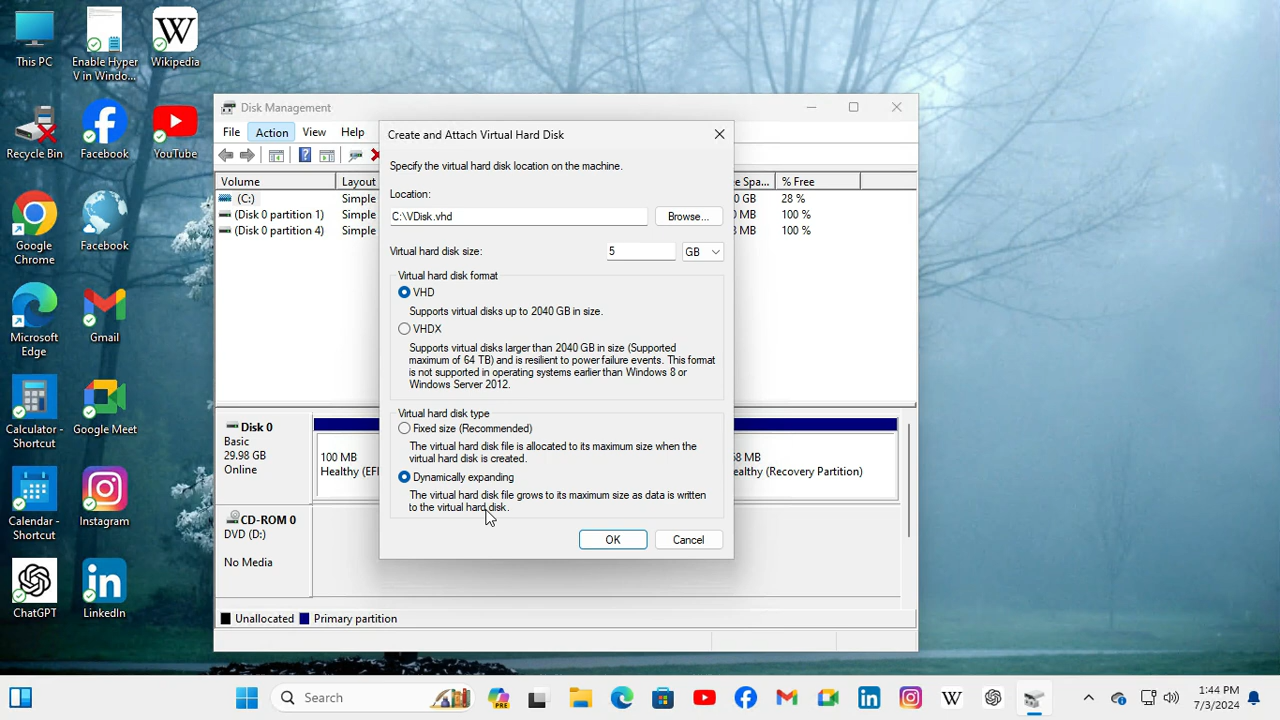 This PC
Enable Hyper
V in Windo...
Wikipedia
Recycle Bin
Facebook
YouTube
Google
Chrome
Facebook
Microsoft
Edge
Gmail
Calculator -
Shortcut
Google Meet
Calendar -
Shortcut
Instagram
ChatGPT
LinkedIn
Disk Management
File Action View Help
Volume Layout e Spa... % Free
(C:) Simple 0 GB 28 %
(Disk 0 partition 1) Simple MB 100 %
(Disk 0 partition 4) Simple MB 100 %
Disk 0
Basic
29.98 GB
Online
100 MB
Healthy (EFI
8 MB
ealthy (Recovery Partition)
CD-ROM 0
DVD (D:)
No Media
Unallocated Primary partition
Create and Attach Virtual Hard Disk
Specify the virtual hard disk location on the machine.
Location:
C:\VDisk.vhd Browse...
Virtual hard disk size: 5 GB
Virtual hard disk format
VHD
Supports virtual disks up to 2040 GB in size.
VHDX
Supports virtual disks larger than 2040 GB in size (Supported
maximum of 64 TB) and is resilient to power failure events. This format
is not supported in operating systems earlier than Windows 8 or
Windows Server 2012.
Virtual hard disk type
Fixed size (Recommended)
The virtual hard disk file is allocated to its maximum size when the
virtual hard disk is created.
Dynamically expanding
The virtual hard disk file grows to its maximum size as data is written
to the virtual hard disk.
OK Cancel
Search
PRE
1:44 PM
7/3/2024